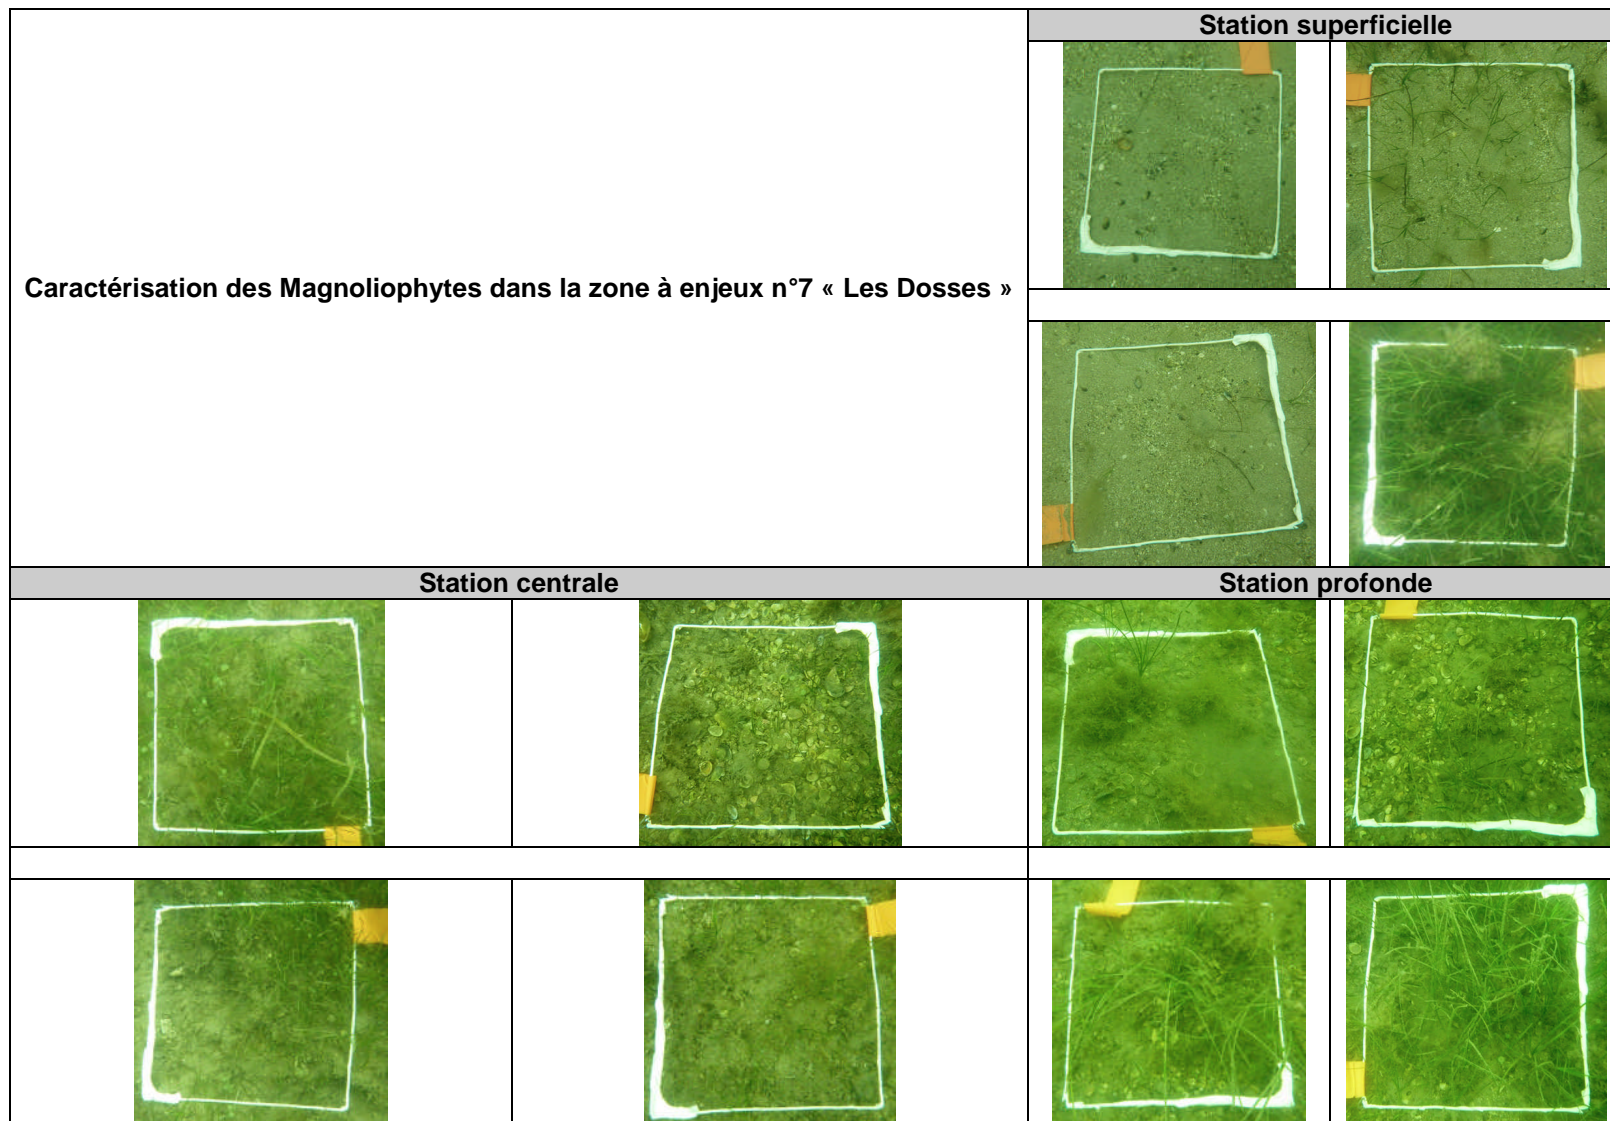 Station superficielle
Caractérisation des Magnoliophytes dans la zone à enjeux n°7 « Les Dosses »
Station centrale
Station profonde